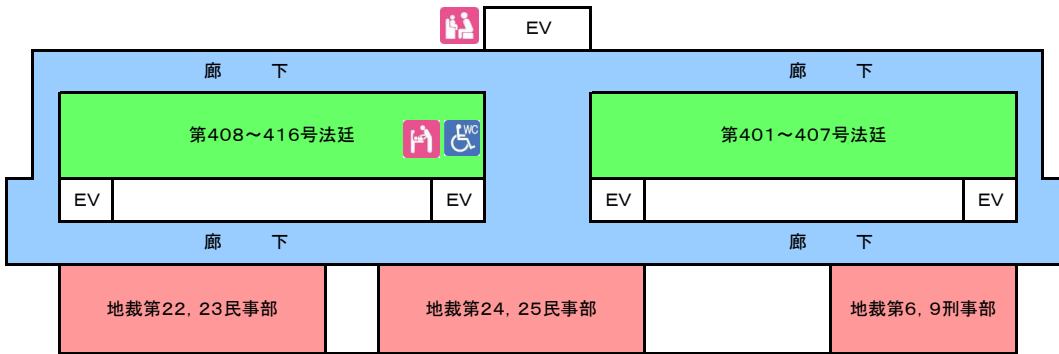 EV
廊　下
廊　下
第408～416号法廷
WC
第401～407号法廷
EV
EV
EV
EV
廊　下
廊　下
地裁第22, 23民事部
地裁第24, 25民事部
地裁第6, 9刑事部